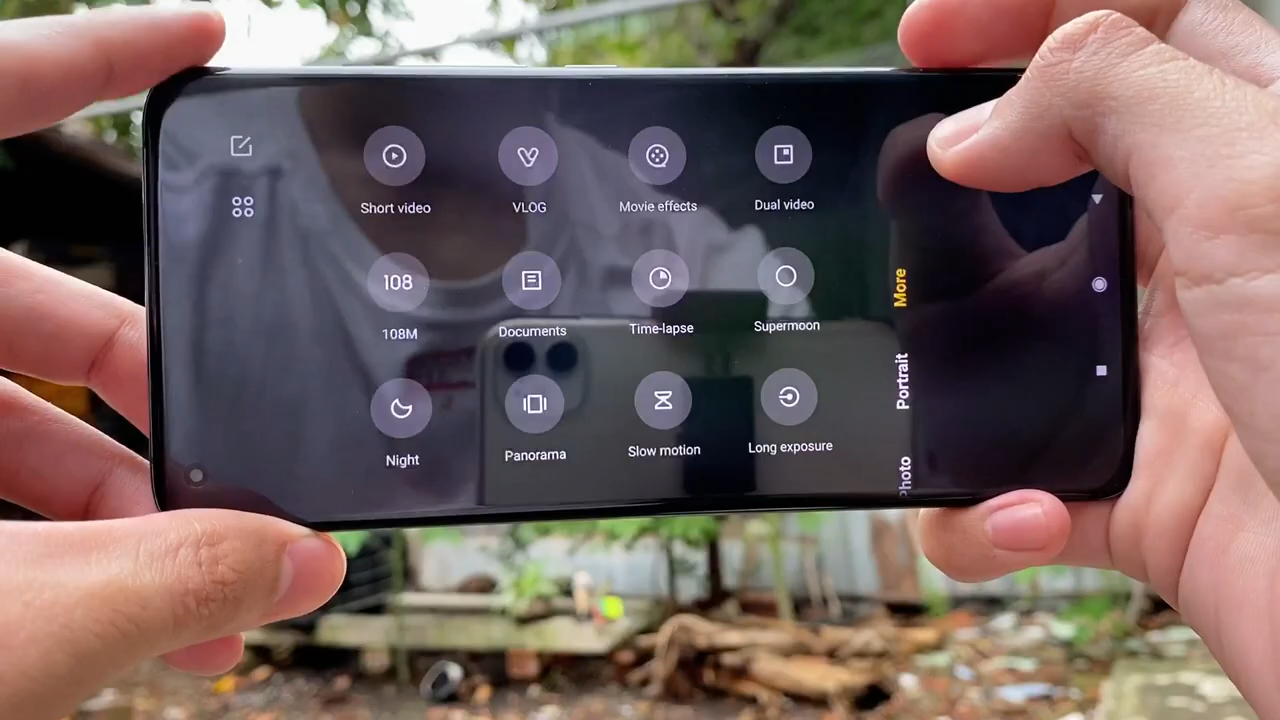 Short video
VLOG
Movie effects
Dual video
108
108M
Documents
Time-lapse
Supermoon
Night
Panorama
Slow motion
Long exposure
More
Portrait
Photo